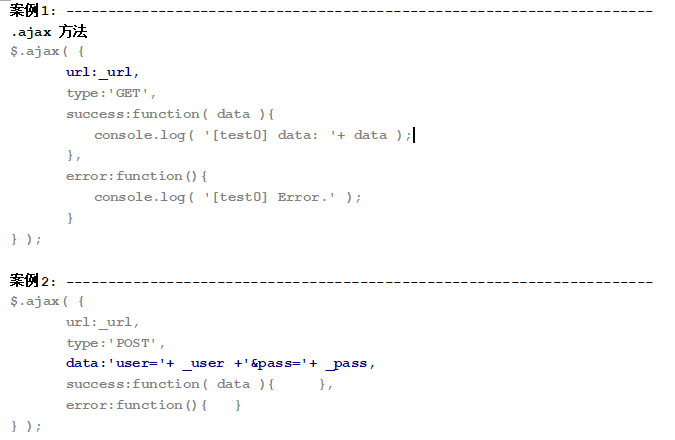 案例1: -----------------------------------------------------------------------
.ajax 方法
$.ajax( {
url:_url,
type:'GET',
success:function( data ){
console.log( '[test0] data: '+ data );
},
error:function(){
console.log( '[test0] Error.' );
}
} );
案例2: -----------------------------------------------------------------------
$.ajax( {
url:_url,
type:'POST',
data:'user='+ _user +'&pass='+ _pass,
success:function( data ){     },
error:function(){   }
} );